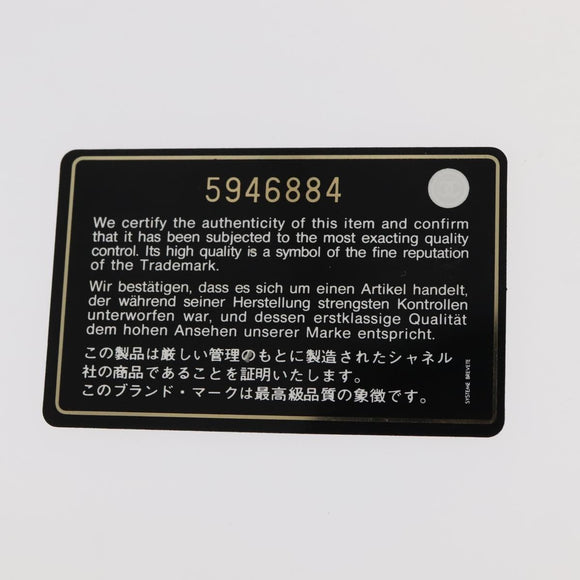 5946884
We certify the authenticity of this item and confirm
that it has been subjected to the most exacting quality
control. Its high quality is a symbol of the fine reputation
of the Trademark.
Wir bestätigen, dass es sich um einen Artikel handelt,
der während seiner Herstellung strengsten Kontrollen
unterworfen war, und dessen erstklassige Qualität
dem hohen Ansehen unserer Marke entspricht.
この製品は厳しい管理のもとに製造されたシャネル
社の商品であることを証明いたします。
このブランド・マークは最高級品質の象徴です。
SYSTEME BREVETE